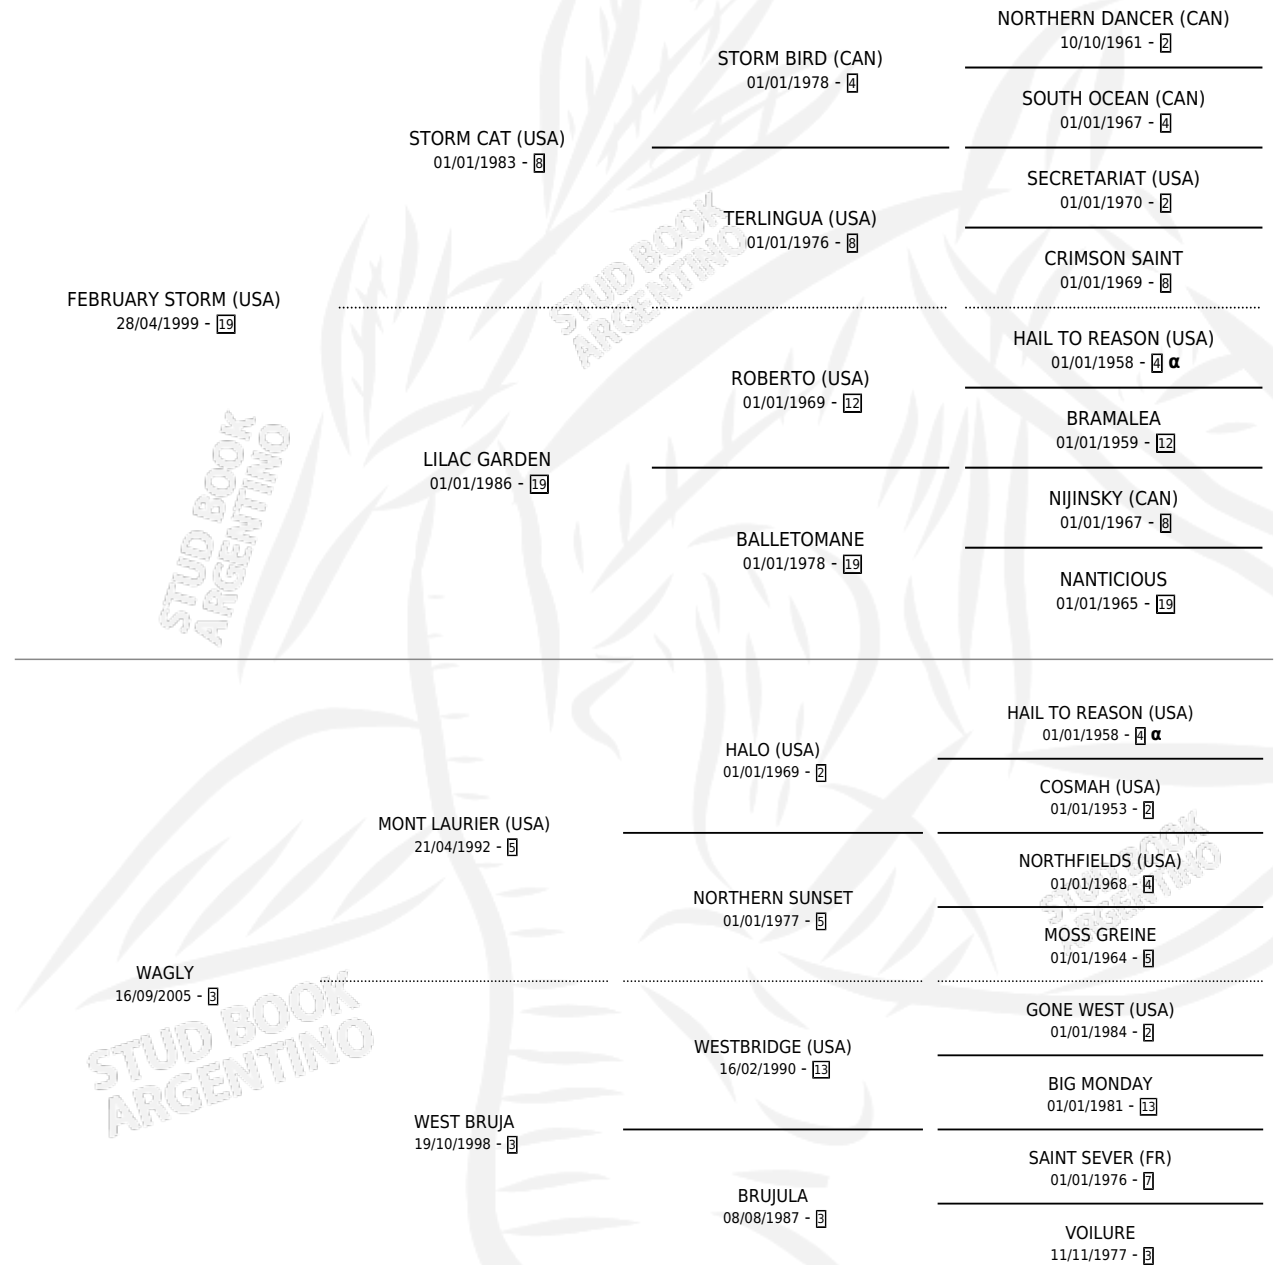 NORTHERN DANCER (CAN)
10/10/1961 - 2
STORM BIRD (CAN)
01/01/1978 - 4
SOUTH OCEAN (CAN)
01/01/1967 - 4
STORM CAT (USA)
01/01/1983 - 8
SECRETARIAT (USA)
01/01/1970 - 2
TERLINGUA (USA)
01/01/1976 - 8
CRIMSON SAINT
01/01/1969 - 8
FEBRUARY STORM (USA)
28/04/1999 - 19
HAIL TO REASON (USA)
01/01/1958 - 4 α
ROBERTO (USA)
01/01/1969 - 12
BRAMALEA
01/01/1959 - 12
LILAC GARDEN
01/01/1986 - 19
NIJINSKY (CAN)
01/01/1967 - 8
BALLETOMANE
01/01/1978 - 19
NANTICIOUS
01/01/1965 - 19
HAIL TO REASON (USA)
01/01/1958 - 4 α
HALO (USA)
01/01/1969 - 2
COSMAH (USA)
01/01/1953 - 2
MONT LAURIER (USA)
21/04/1992 - 5
NORTHFIELDS (USA)
01/01/1968 - 4
NORTHERN SUNSET
01/01/1977 - 5
MOSS GREINE
01/01/1964 - 5
WAGLY
16/09/2005 - 3
GONE WEST (USA)
01/01/1984 - 2
WESTBRIDGE (USA)
16/02/1990 - 13
BIG MONDAY
01/01/1981 - 13
WEST BRUJA
19/10/1998 - 3
SAINT SEVER (FR)
01/01/1976 - 7
BRUJULA
08/08/1987 - 3
VOILURE
11/11/1977 - 3
STUD BOOK
ARGENTINO
STUD BOOK
ARGENTINO
STUD BOOK
ARGENTINO
STUD BOOK
ARGENTINO